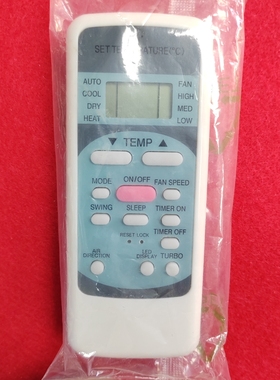 SET TEMPERATURE(°C)
AUTO FAN
COOL HIGH
DRY MED
HEAT LOW
▼ TEMP ▲
ON/OFF
MODE FAN SPEED
SWING SLEEP TIMER ON
TIMER OFF
RESET LOCK
AIR DIRECTION
LED DISPLAY
TURBO